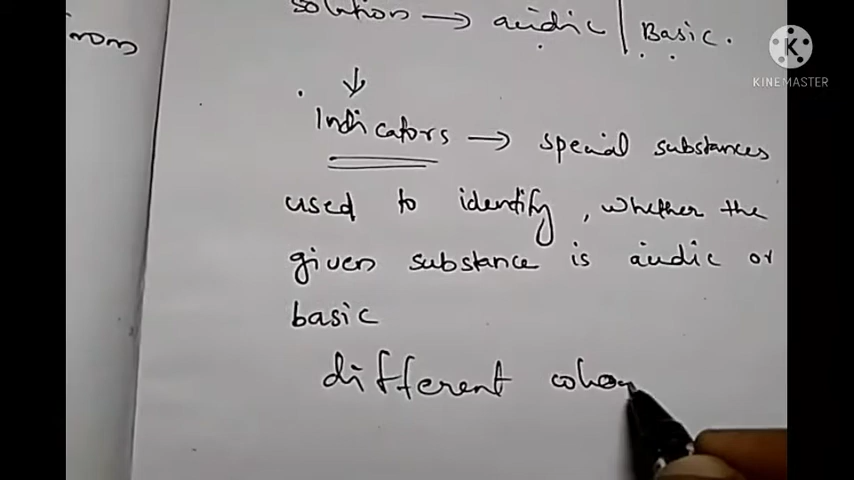 solution → acidic | Basic.
Indicators → special substances
used to identify, whether the
given substance is acidic or
basic
different colou
KINEMASTER